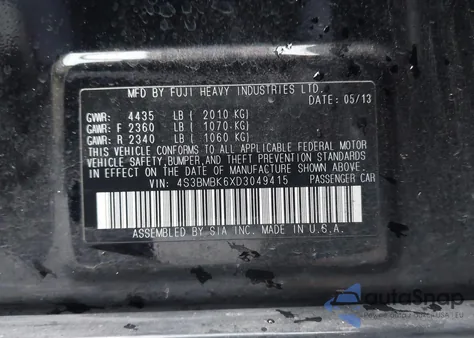 MFD BY FUJI HEAVY INDUSTRIES LTD.
DATE: 05/13
GVWR: 4435 LB ( 2010 KG)
GAWR: F 2360 LB ( 1070 KG)
GAWR: R 2340 LB ( 1060 KG)
THIS VEHICLE CONFORMS TO ALL APPLICABLE FEDERAL MOTOR
VEHICLE SAFETY, BUMPER, AND THEFT PREVENTION STANDARDS
IN EFFECT ON THE DATE OF MANUFACTURE SHOWN ABOVE.
VIN: 4S3BMBK6XD3049415 PASSENGER CAR
ASSEMBLED BY SIA INC. MADE IN U.S.A.
autoSnap